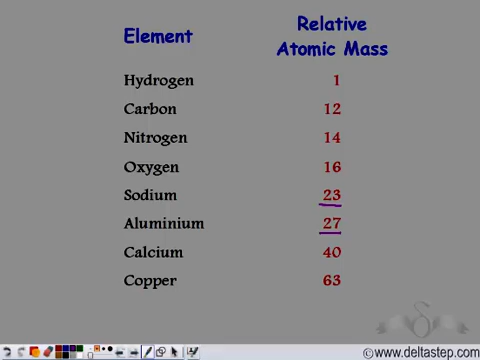 Element Relative
Atomic Mass
Hydrogen 1
Carbon 12
Nitrogen 14
Oxygen 16
Sodium 23
Aluminium 27
Calcium 40
Copper 63
©www.deltastep.com